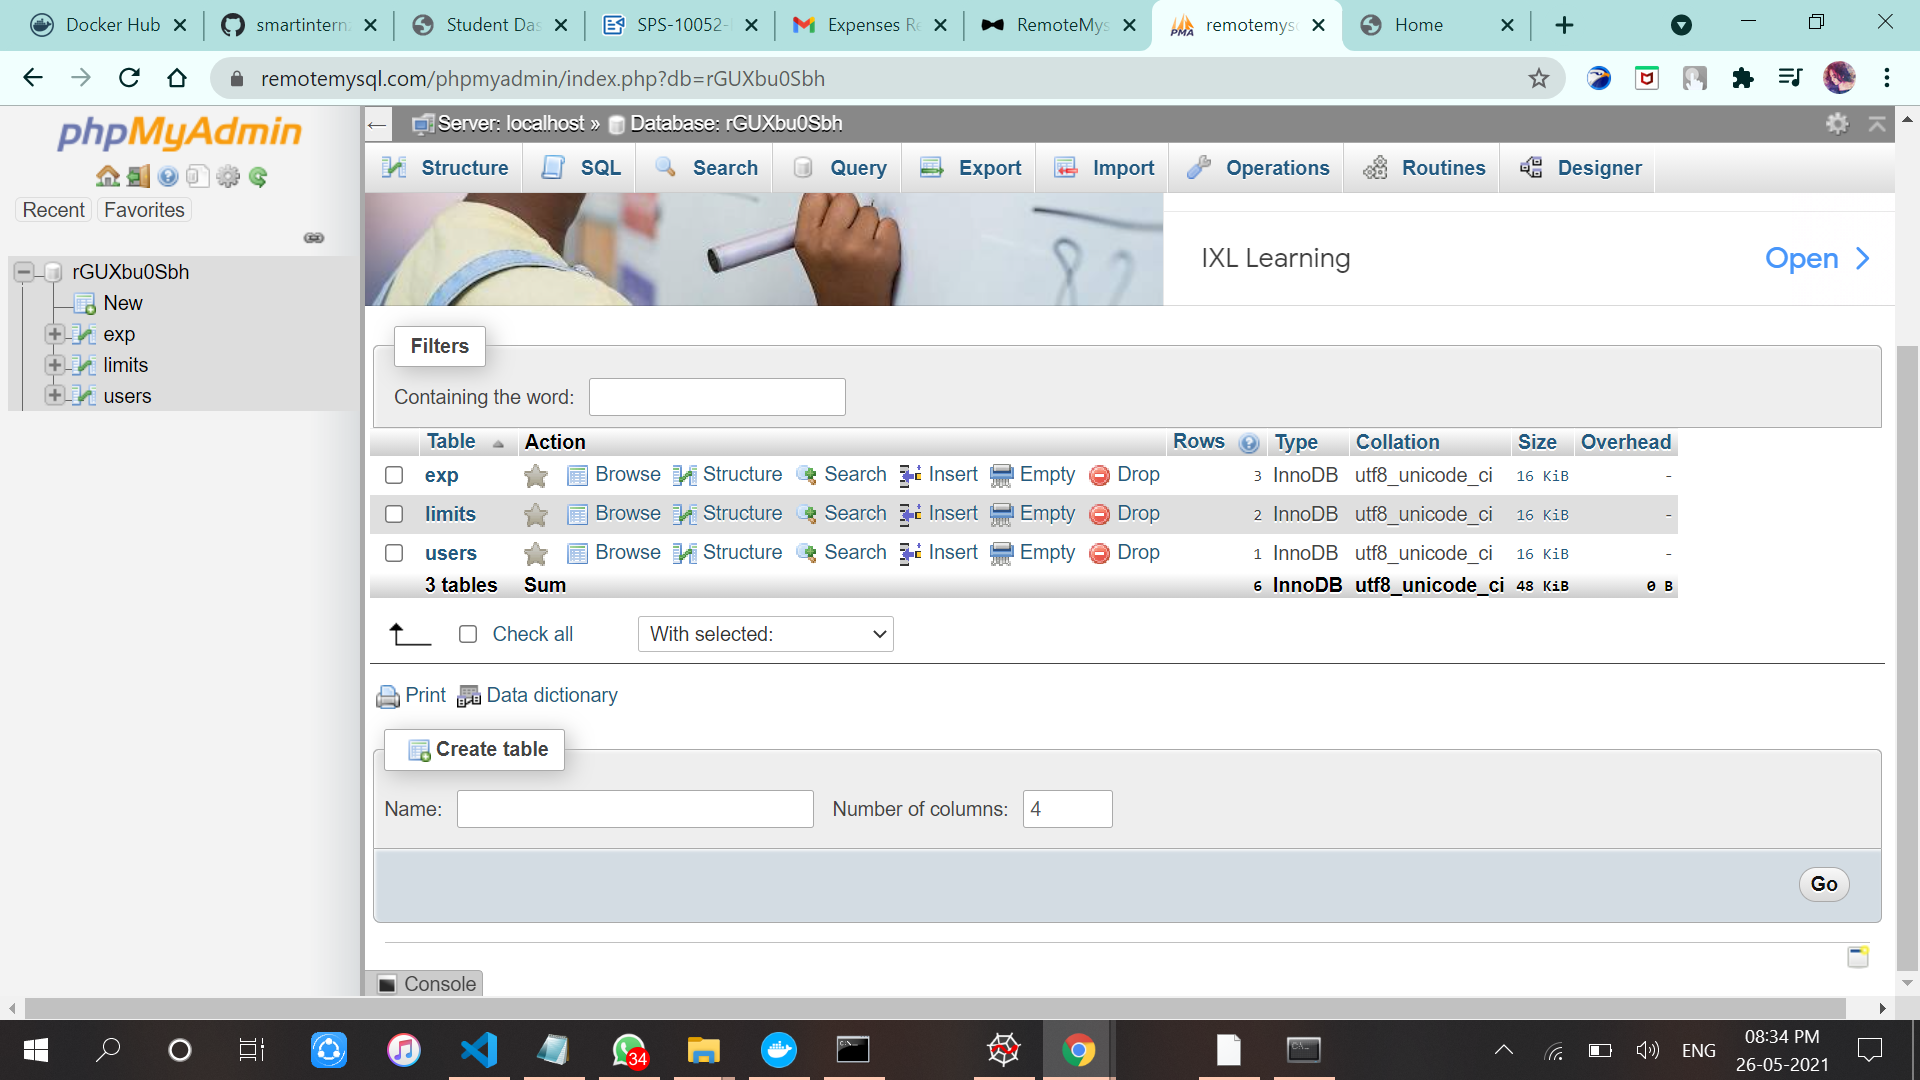 Docker Hub
smartintern
Student Das
SPS-10052-
Expenses Re
RemoteMys
remotemys
Home
remotemysql.com/phpmyadmin/index.php?db=rGUXbu0Sbh
phpMyAdmin
Recent Favorites
rGUXbu0Sbh
New
exp
limits
users
Server: localhost » Database: rGUXbu0Sbh
Structure SQL Search Query Export Import Operations Routines Designer
IXL Learning Open
Filters
Containing the word:
Table Action Rows Type Collation Size Overhead
exp Browse Structure Search Insert Empty Drop 3 InnoDB utf8_unicode_ci 16 KiB -
limits Browse Structure Search Insert Empty Drop 2 InnoDB utf8_unicode_ci 16 KiB -
users Browse Structure Search Insert Empty Drop 1 InnoDB utf8_unicode_ci 16 KiB -
3 tables Sum 6 InnoDB utf8_unicode_ci 48 KiB 0 B
Check all With selected:
Print Data dictionary
Create table
Name: Number of columns: 4
Go
Console
34
ENG
08:34 PM
26-05-2021